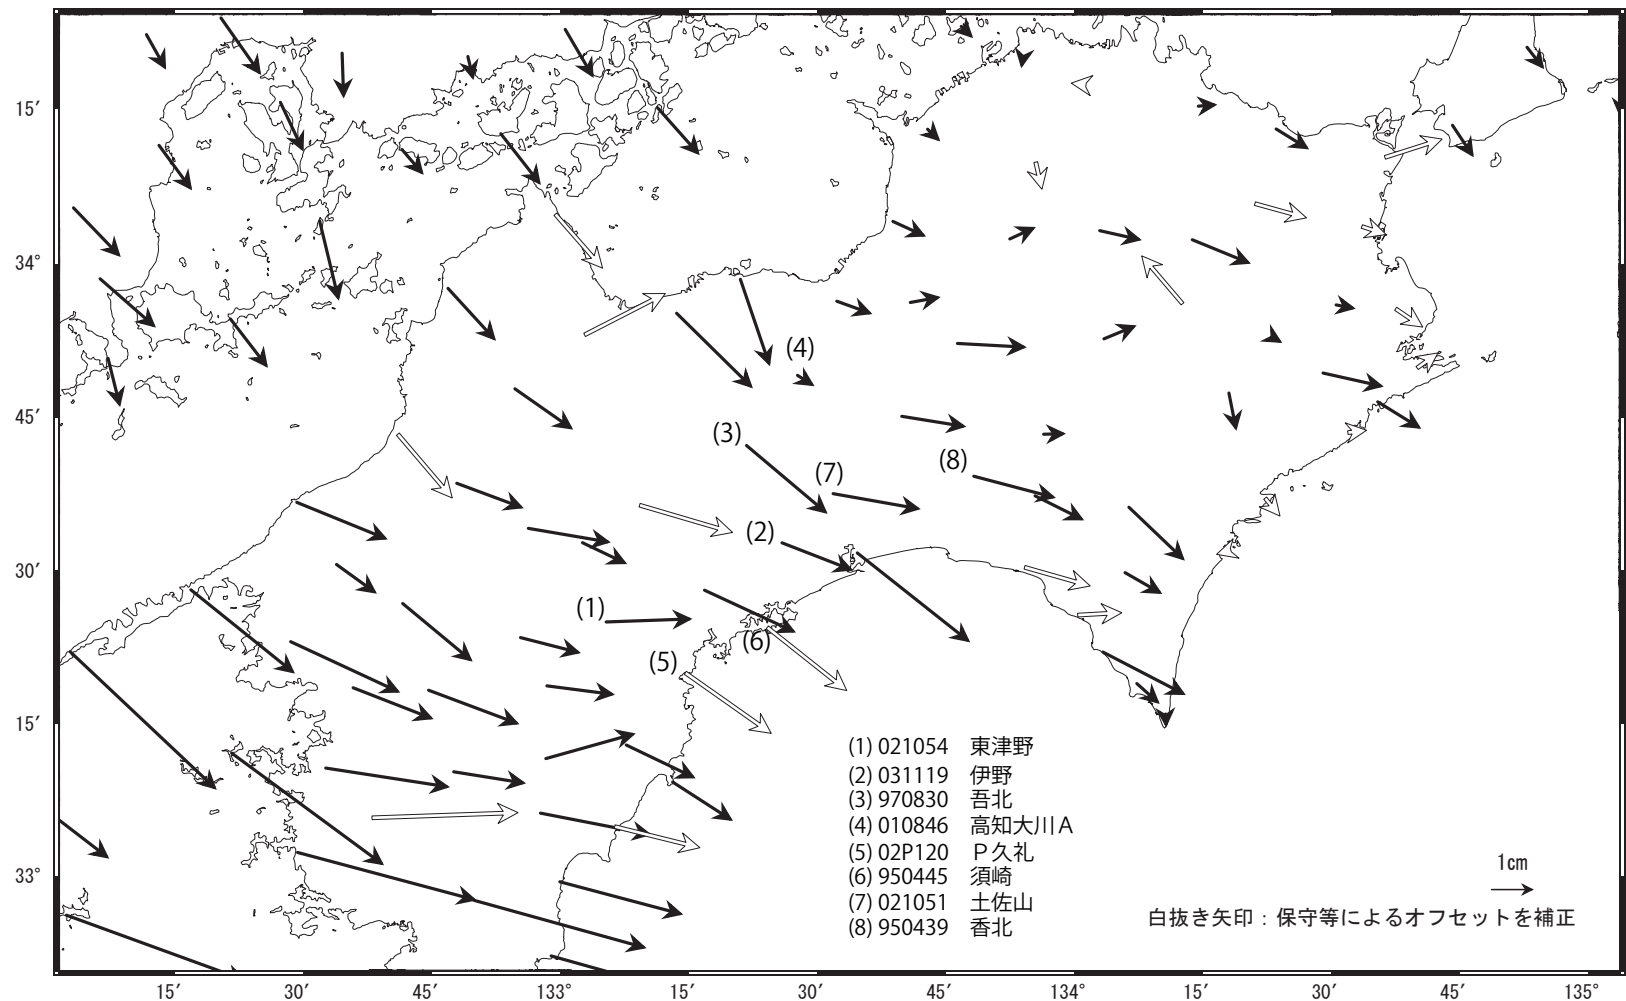 15′
34°
(4)
45′
(3)
(8)
(7)
(2)
30′
(1)
(6)
(5)
15′
(1) 021054 東津野
(2) 031119 伊野
(3) 970830 吾北
(4) 010846 高知大川A
(5) 02P120 P久礼
(6) 950445 須崎
(7) 021051 土佐山
(8) 950439 香北
33°
1cm
白抜き矢印：保守等によるオフセットを補正
15′ 30′ 45′ 133° 15′ 30′ 45′ 134° 15′ 30′ 45′ 135°